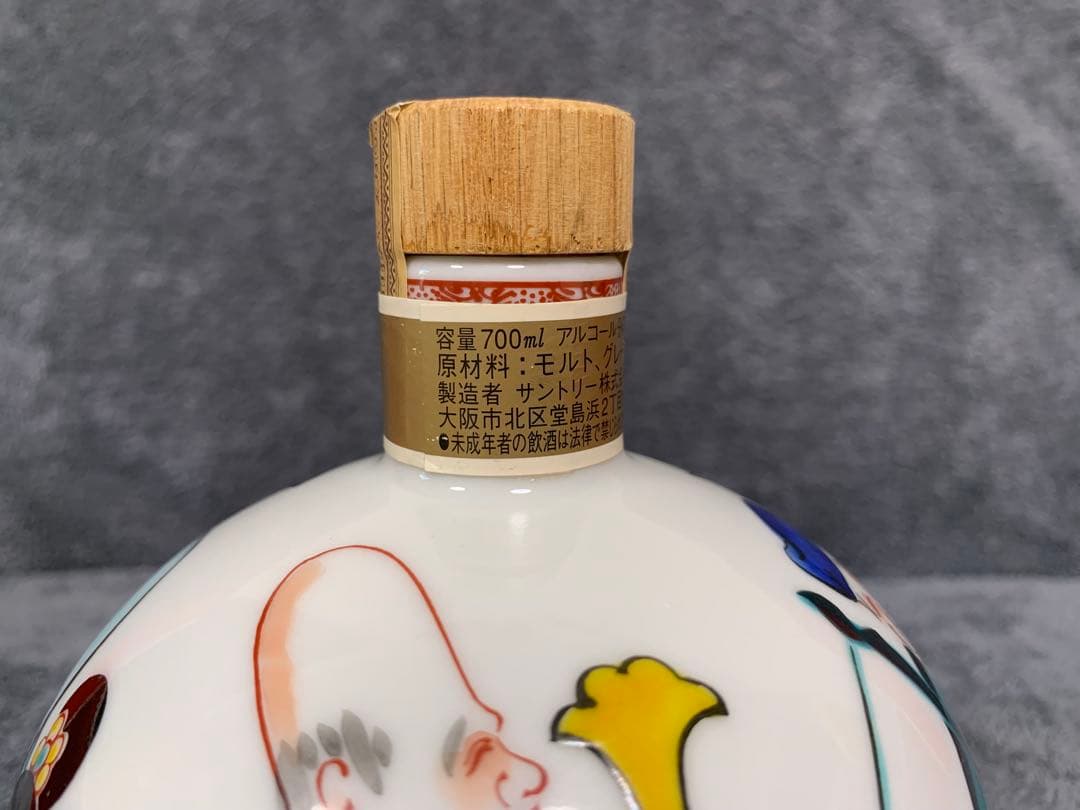 容量700ml アルコール
原材料：モルト、グレ
製造者 サントリー株式
大阪市北区堂島浜2丁
●未成年者の飲酒は法律で禁じ